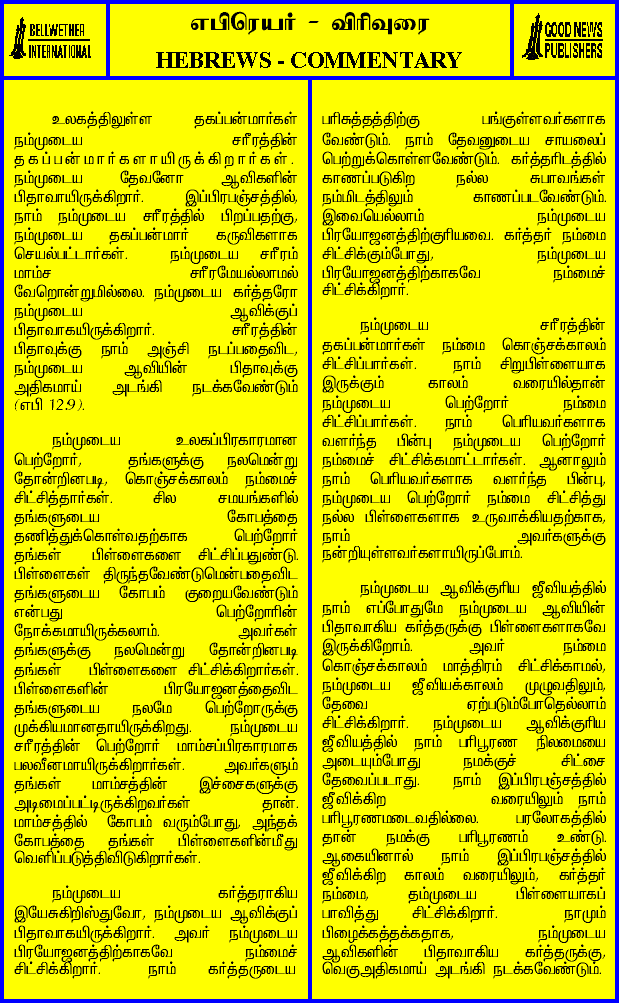 BELLWETHER
INTERNATIONAL
எபிரெயர் - விரிவுரை
HEBREWS - COMMENTARY
GOOD NEWS
PUBLISHERS
உலகத்திலுள்ள தகப்பன்மார்கள்
நம்முடைய சரீரத்தின்
தகப்பன்மார்களாயிருக்கிறார்கள்.
நம்முடைய தேவனோ ஆவிகளின்
பிதாவாயிருக்கிறார். இப்பிரபஞ்சத்தில்,
நாம் நம்முடைய சரீரத்தில் பிறப்பதற்கு,
நம்முடைய தகப்பன்மார் கருவிகளாக
செயல்பட்டார்கள். நம்முடைய சரீரம்
மாம்ச சரீரமேயல்லாமல்
வேறொன்றுமில்லை. நம்முடைய கர்த்தரோ
நம்முடைய ஆவிக்குப்
பிதாவாகயிருக்கிறார். சரீரத்தின்
பிதாவுக்கு நாம் அஞ்சி நடப்பதைவிட,
நம்முடைய ஆவியின் பிதாவுக்கு
அதிகமாய் அடங்கி நடக்கவேண்டும்
(எபி 12:9).
நம்முடைய உலகப்பிரகாரமான
பெற்றோர், தங்களுக்கு நலமென்று
தோன்றினபடி, கொஞ்சக்காலம் நம்மைச்
சிட்சித்தார்கள். சில சமயங்களில்
தங்களுடைய கோபத்தை
தணித்துக்கொள்வதற்காக பெற்றோர்
தங்கள் பிள்ளைகளை சிட்சிப்பதுண்டு.
பிள்ளைகள் திருந்தவேண்டுமென்பதைவிட
தங்களுடைய கோபம் குறையவேண்டும்
என்பது பெற்றோரின்
நோக்கமாயிருக்கலாம். அவர்கள்
தங்களுக்கு நலமென்று தோன்றினபடி
தங்கள் பிள்ளைகளை சிட்சிக்கிறார்கள்.
பிள்ளைகளின் பிரயோஜனத்தைவிட
தங்களுடைய நலமே பெற்றோருக்கு
முக்கியமானதாயிருக்கிறது. நம்முடைய
சரீரத்தின் பெற்றோர் மாம்சப்பிரகாரமாக
பலவீனமாயிருக்கிறார்கள். அவர்களும்
தங்கள் மாம்சத்தின் இச்சைகளுக்கு
அடிமைப்பட்டிருக்கிறவர்கள் தான்.
மாம்சத்தில் கோபம் வரும்போது, அந்தக்
கோபத்தை தங்கள் பிள்ளைகளின்மீது
வெளிப்படுத்திவிடுகிறார்கள்.
நம்முடைய கர்த்தராகிய
இயேசுகிறிஸ்துவோ, நம்முடைய ஆவிக்குப்
பிதாவாகயிருக்கிறார். அவர் நம்முடைய
பிரயோஜனத்திற்காகவே நம்மைச்
சிட்சிக்கிறார். நாம் கர்த்தருடைய
பரிசுத்தத்திற்கு பங்குள்ளவர்களாக
வேண்டும். நாம் தேவனுடைய சாயலைப்
பெற்றுக்கொள்ளவேண்டும். கர்த்தரிடத்தில்
காணப்படுகிற நல்ல சுபாவங்கள்
நம்மிடத்திலும் காணப்படவேண்டும்.
இவையெல்லாம் நம்முடைய
பிரயோஜனத்திற்குரியவை. கர்த்தர் நம்மை
சிட்சிக்கும்போது, நம்முடைய
பிரயோஜனத்திற்காகவே நம்மைச்
சிட்சிக்கிறார்.
நம்முடைய சரீரத்தின்
தகப்பன்மார்கள் நம்மை கொஞ்சக்காலம்
சிட்சிப்பார்கள். நாம் சிறுபிள்ளையாக
இருக்கும் காலம் வரையில்தான்
நம்முடைய பெற்றோர் நம்மை
சிட்சிப்பார்கள். நாம் பெரியவர்களாக
வளர்ந்த பின்பு நம்முடைய பெற்றோர்
நம்மைச் சிட்சிக்கமாட்டார்கள். ஆனாலும்
நாம் பெரியவர்களாக வளர்ந்த பின்பு,
நம்முடைய பெற்றோர் நம்மை சிட்சித்து
நல்ல பிள்ளைகளாக உருவாக்கியதற்காக,
நாம் அவர்களுக்கு
நன்றியுள்ளவர்களாயிருப்போம்.
நம்முடைய ஆவிக்குரிய ஜீவியத்தில்
நாம் எப்போதுமே நம்முடைய ஆவியின்
பிதாவாகிய கர்த்தருக்கு பிள்ளைகளாகவே
இருக்கிறோம். அவர் நம்மை
கொஞ்சக்காலம் மாத்திரம் சிட்சிக்காமல்,
நம்முடைய ஜீவியக்காலம் முழுவதிலும்,
தேவை ஏற்படும்போதெல்லாம்
சிட்சிக்கிறார். நம்முடைய ஆவிக்குரிய
ஜீவியத்தில் நாம் பரிபூரண நிலமையை
அடையும்போது நமக்குச் சிட்சை
தேவைப்படாது. நாம் இப்பிரபஞ்சத்தில்
ஜீவிக்கிற வரையிலும் நாம்
பரிபூரணமடைவதில்லை. பரலோகத்தில்
தான் நமக்கு பரிபூரணம் உண்டு.
ஆகையினால் நாம் இப்பிரபஞ்சத்தில்
ஜீவிக்கிற காலம் வரையிலும், கர்த்தர்
நம்மை, தம்முடைய பிள்ளையாகப்
பாவித்து சிட்சிக்கிறார். நாமும்
பிழைக்கத்தக்கதாக, நம்முடைய
ஆவிகளின் பிதாவாகிய கர்த்தருக்கு,
வெகுஅதிகமாய் அடங்கி நடக்கவேண்டும்.